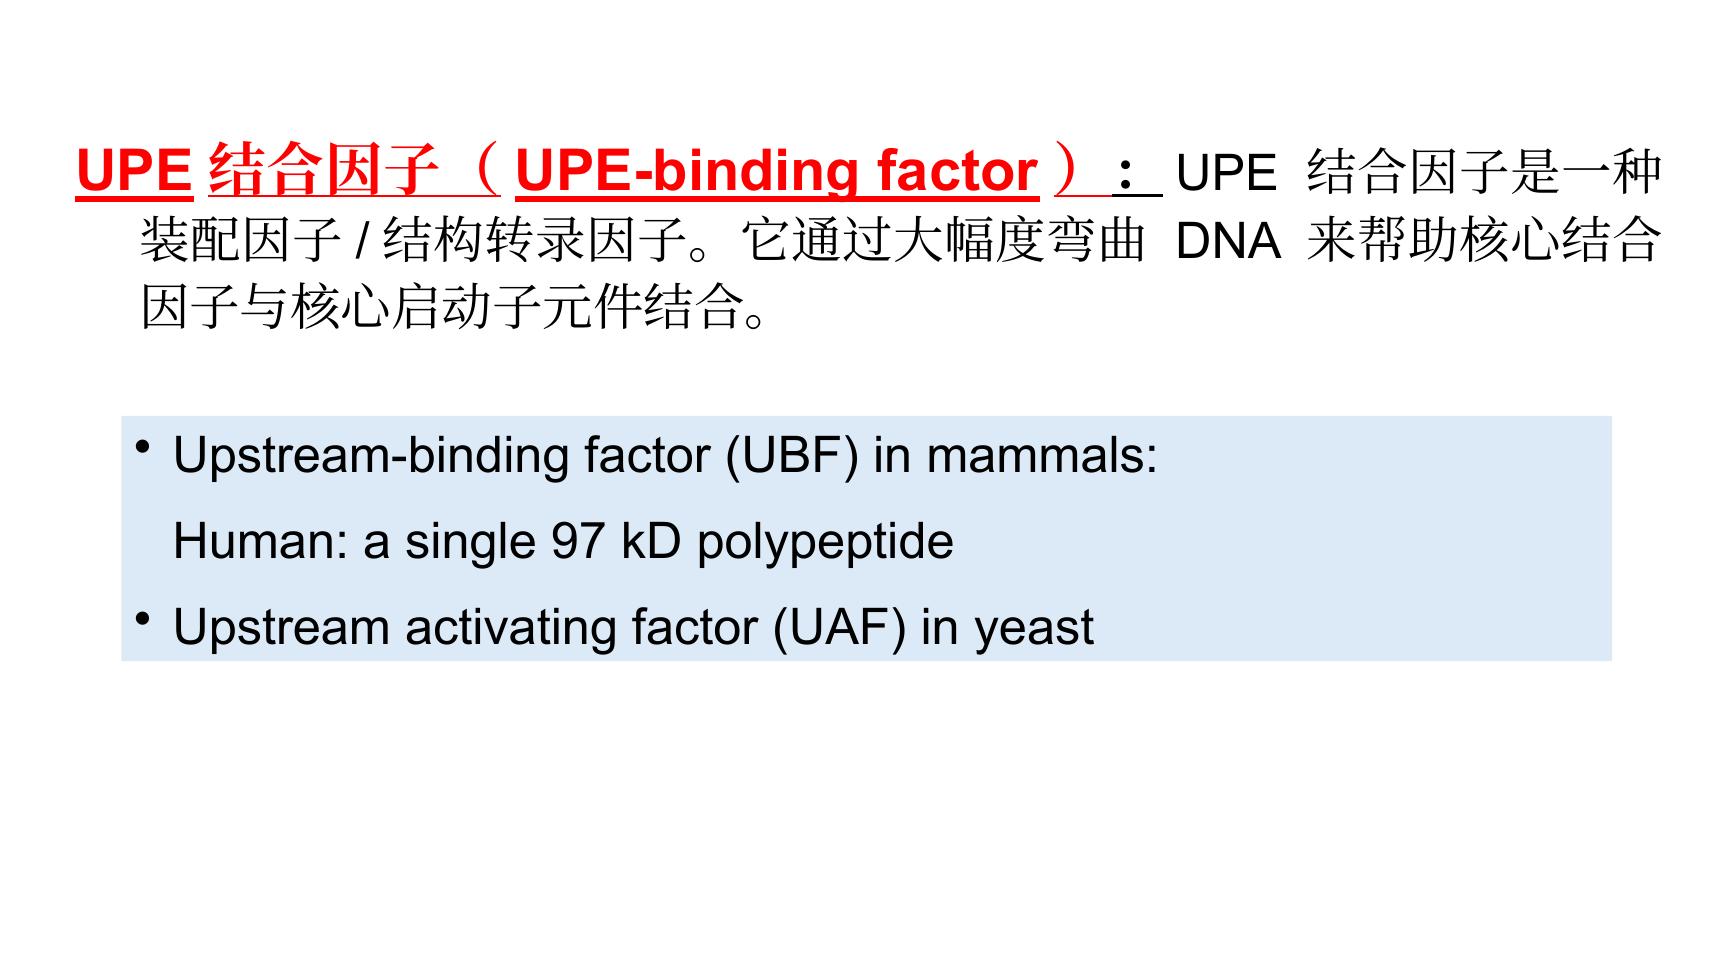 UPE 结合因子（UPE-binding factor）：UPE 结合因子是一种
装配因子 / 结构转录因子。它通过大幅度弯曲 DNA 来帮助核心结合
因子与核心启动子元件结合。
• Upstream-binding factor (UBF) in mammals:
Human: a single 97 kD polypeptide
• Upstream activating factor (UAF) in yeast